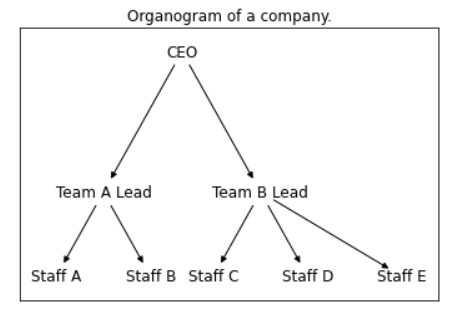 Organogram of a company.
CEO
Team A Lead
Team B Lead
Staff A
Staff B
Staff C
Staff D
Staff E